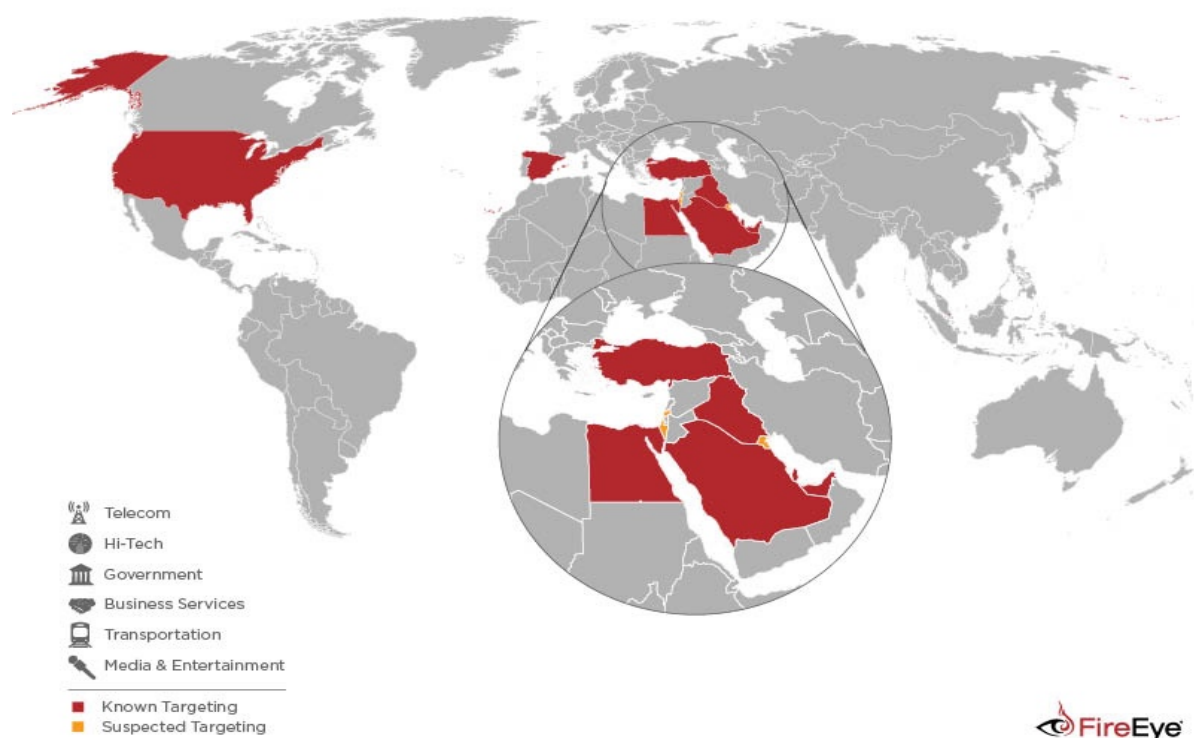 Telecom
Hi-Tech
Government
Business Services
Transportation
Media & Entertainment
Known Targeting
Suspected Targeting
FireEye